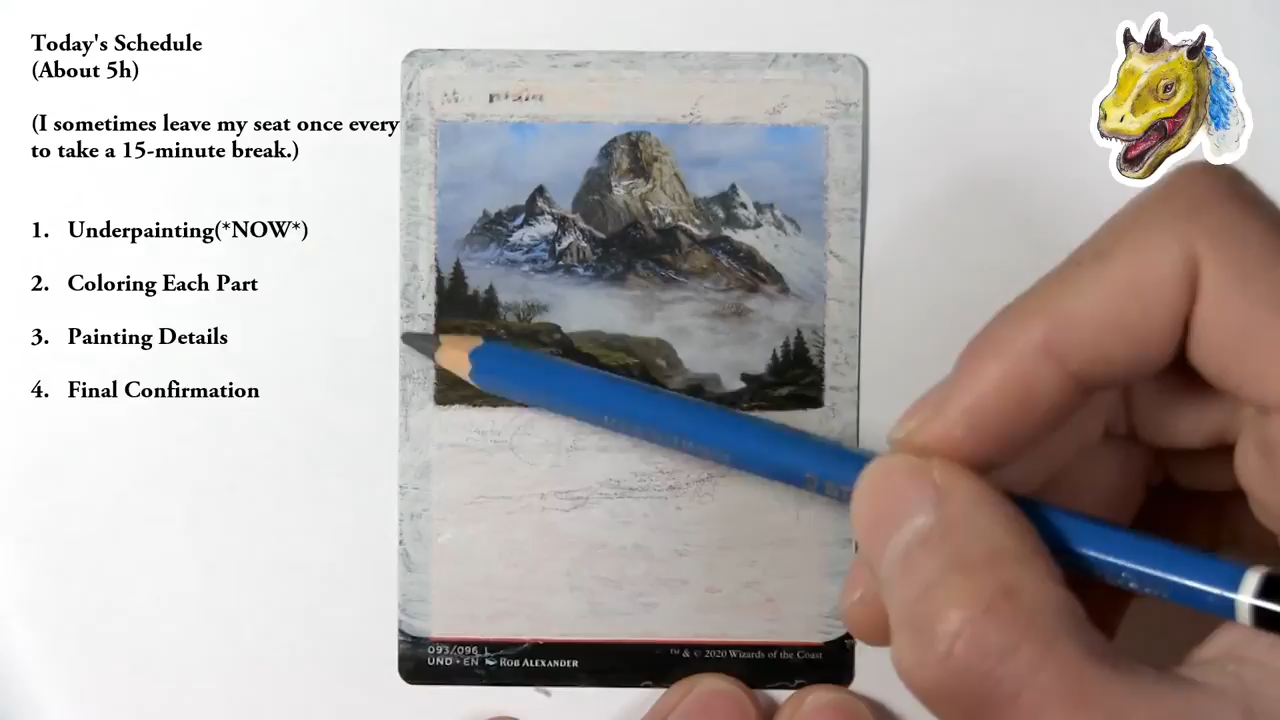 Today's Schedule
(About 5h)
(I sometimes leave my seat once every
to take a 15-minute break.)
1. Underpainting(*NOW*)
2. Coloring Each Part
3. Painting Details
4. Final Confirmation
093/096 L
UND • EN ROB ALEXANDER
™ & © 2020 Wizards of the Coast